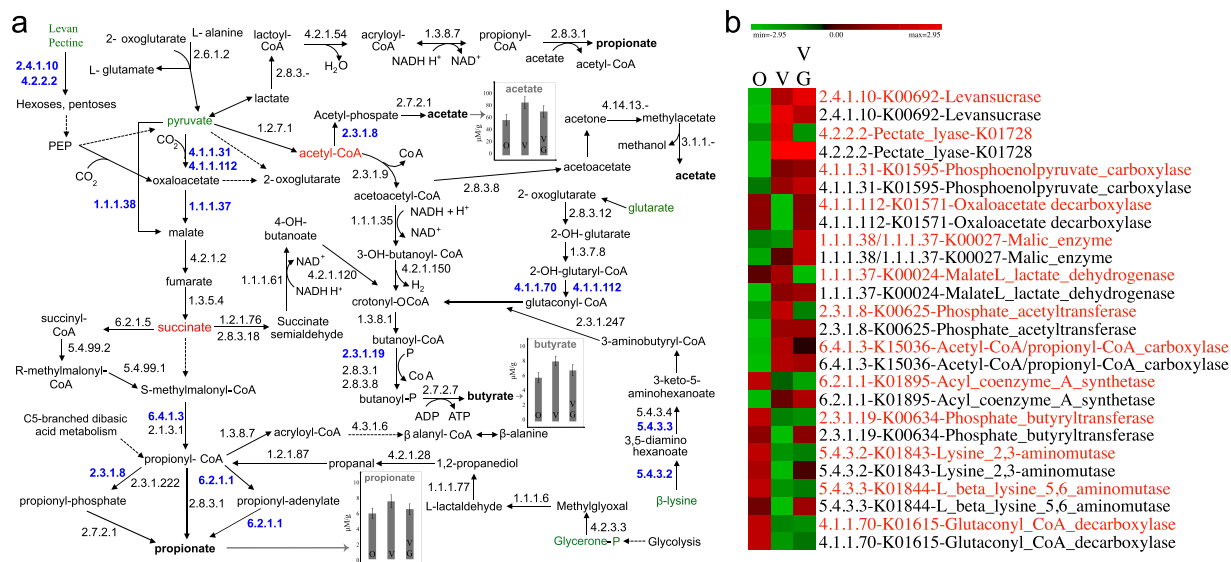 a
Levan
Pectine
2.4.1.10
4.2.2.2
Hexoses, pentoses
PEP
CO2
2- oxoglutarate
L- alanine
2.6.1.2
L- glutamate
pyruvate
CO2
4.1.1.31
4.1.1.112
oxaloacetate
2-oxoglutarate
1.1.1.38
1.1.1.37
malate
4.2.1.2
fumarate
1.3.5.4
succinate
succinyl-
CoA
6.2.1.5
5.4.99.2
R-methylmalonyl-
CoA
5.4.99.1
S-methylmalonyl-CoA
1.2.1.76
2.8.3.18
Succinate
semialdehyde
1.1.1.61
NAD+
NADH H+
4-OH-
butanoate
4.2.1.120
C5-branched dibasic
acid metabolism
6.4.1.3
2.1.3.1
propionyl- CoA
2.3.1.8
2.3.1.222
propionyl-phosphate
2.7.2.1
2.8.3.1
6.2.1.1
propionyl-adenylate
6.2.1.1
propionate
1.3.8.7
acryloyl-CoA
4.3.1.6
β alanyl-CoA
β-alanine
1.2.1.87
propanal
4.2.1.28
1,2-propanediol
1.1.1.77
L-lactaldehyde
1.1.1.6
Methylglyoxal
4.2.3.3
Glycerone-P
Glycolysis
lactoyl-
CoA
4.2.1.54
H2O
acryloyl-
CoA
1.3.8.7
NADH H+
NAD+
propionyl-
CoA
2.8.3.1
acetate
acetyl-CoA
propionate
2.8.3.-
lactate
1.2.7.1
Acetyl-phospate
2.7.2.1
acetate
2.3.1.8
acetyl-CoA
CoA
2.3.1.9
acetoacetyl-CoA
2.8.3.8
1.1.1.35
NADH + H+
NAD+
3-OH-butanoyl- CoA
4.2.1.150
H2
crotonyl-OCoA
1.3.8.1
butanoyl-CoA
2.3.1.19
2.8.3.1
2.8.3.8
P
CoA
butanoyl-P
2.7.2.7
ADP
ATP
butyrate
acetate
µM/g
O
V
V
G
acetone
4.14.13.-
methylacetate
methanol
3.1.1.-
acetate
acetoacetate
2- oxoglutarate
glutarate
2.8.3.12
2-OH- glutarate
1.3.7.8
2-OH-glutaryl-CoA
4.1.1.70
4.1.1.112
glutaconyl-CoA
2.3.1.247
3-aminobutyryl-CoA
3-keto-5-
aminohexanoate
5.4.3.4
5.4.3.3
3,5-diamino
hexanoate
5.4.3.2
β-lysine
butyrate
µM/g
O
V
V
G
propionate
µM/g
O
V
V
G
b
min=-2.95
0.00
max=2.95
V
O V G
2.4.1.10-K00692-Levansucrase
2.4.1.10-K00692-Levansucrase
4.2.2.2-Pectate_lyase-K01728
4.2.2.2-Pectate_lyase-K01728
4.1.1.31-K01595-Phosphoenolpyruvate_carboxylase
4.1.1.31-K01595-Phosphoenolpyruvate_carboxylase
4.1.1.112-K01571-Oxaloacetate decarboxylase
4.1.1.112-K01571-Oxaloacetate decarboxylase
1.1.1.38/1.1.1.37-K00027-Malic_enzyme
1.1.1.38/1.1.1.37-K00027-Malic_enzyme
1.1.1.37-K00024-MalateL_lactate_dehydrogenase
1.1.1.37-K00024-MalateL_lactate_dehydrogenase
2.3.1.8-K00625-Phosphate_acetyltransferase
2.3.1.8-K00625-Phosphate_acetyltransferase
6.4.1.3-K15036-Acetyl-CoA/propionyl-CoA_carboxylase
6.4.1.3-K15036-Acetyl-CoA/propionyl-CoA_carboxylase
6.2.1.1-K01895-Acyl_coenzyme_A_synthetase
6.2.1.1-K01895-Acyl_coenzyme_A_synthetase
2.3.1.19-K00634-Phosphate_butyryltransferase
2.3.1.19-K00634-Phosphate_butyryltransferase
5.4.3.2-K01843-Lysine_2,3-aminomutase
5.4.3.2-K01843-Lysine_2,3-aminomutase
5.4.3.3-K01844-L_beta_lysine_5,6_aminomutase
5.4.3.3-K01844-L_beta_lysine_5,6_aminomutase
4.1.1.70-K01615-Glutaconyl_CoA_decarboxylase
4.1.1.70-K01615-Glutaconyl_CoA_decarboxylase